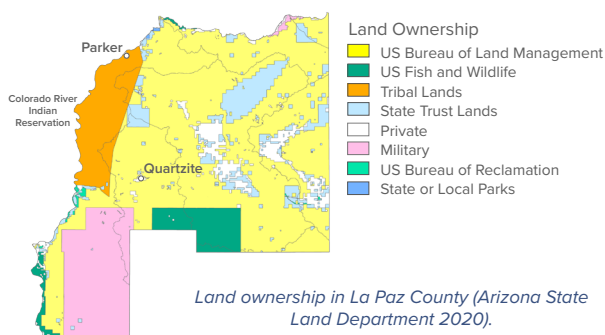 Parker
Colorado River
Indian
Reservation
Quartzite
Land Ownership
US Bureau of Land Management
US Fish and Wildlife
Tribal Lands
State Trust Lands
Private
Military
US Bureau of Reclamation
State or Local Parks
Land ownership in La Paz County (Arizona State
Land Department 2020).